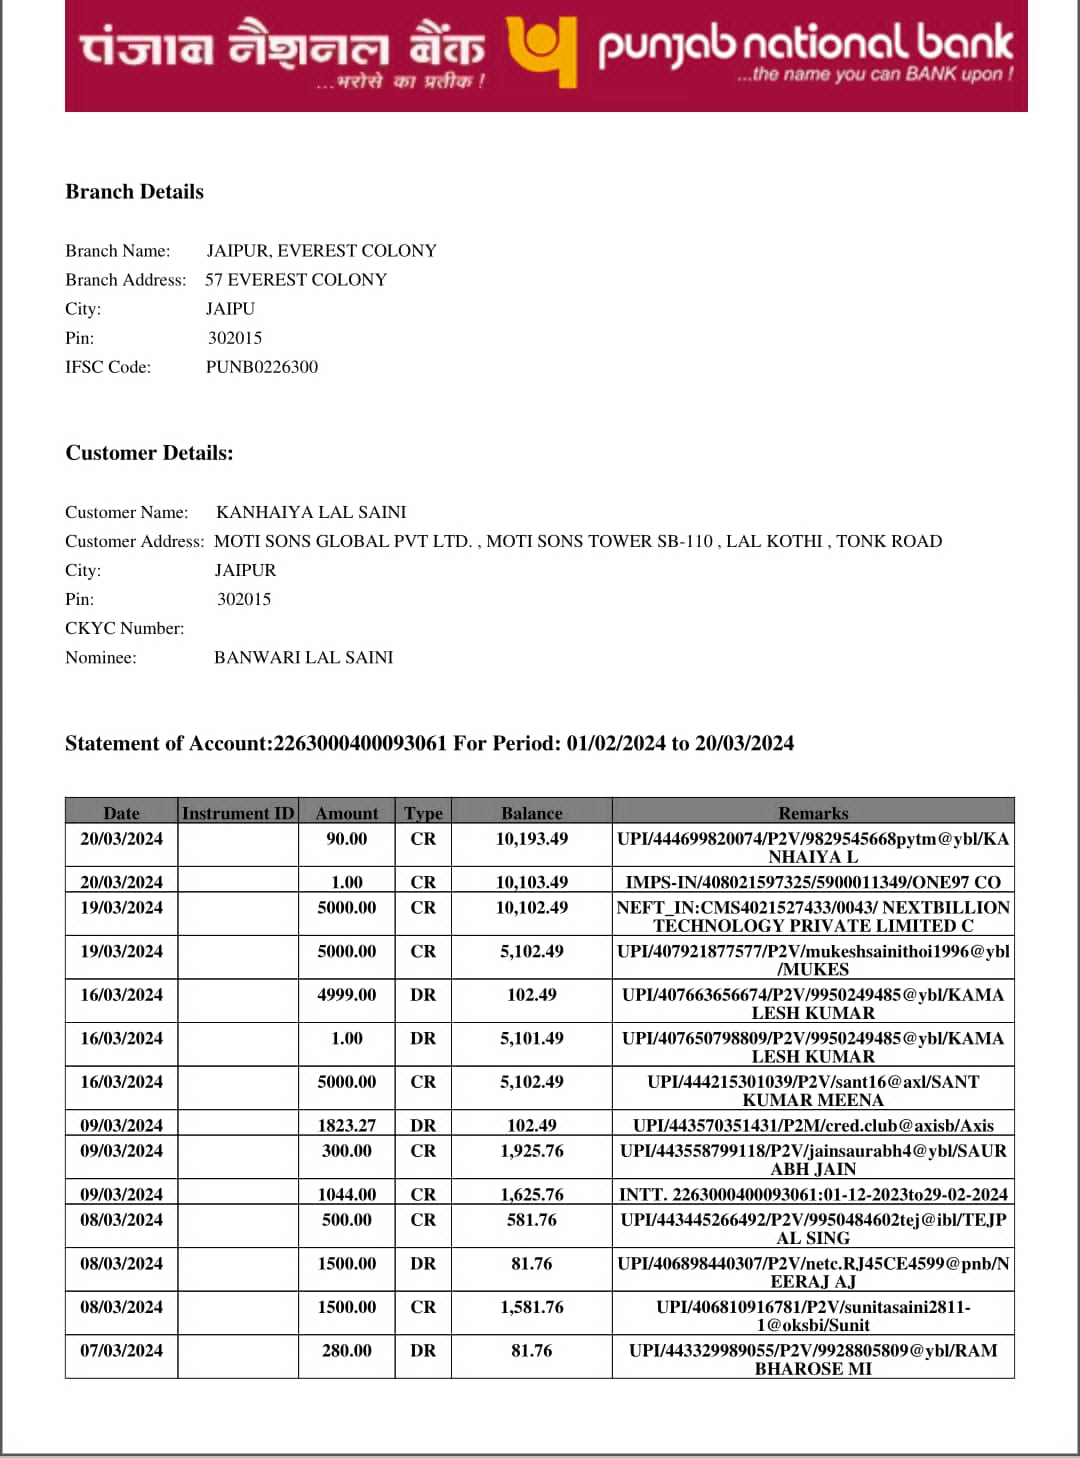 पंजाब नैशनल बैंक punjab national bank
...भरोसे का प्रतीक ! ...the name you can BANK upon !
Branch Details
Branch Name: JAIPUR, EVEREST COLONY
Branch Address: 57 EVEREST COLONY
City: JAIPU
Pin: 302015
IFSC Code: PUNB0226300
Customer Details:
Customer Name: KANHAIYA LAL SAINI
Customer Address: MOTI SONS GLOBAL PVT LTD. , MOTI SONS TOWER SB-110 , LAL KOTHI , TONK ROAD
City: JAIPUR
Pin: 302015
CKYC Number:
Nominee: BANWARI LAL SAINI
Statement of Account:2263000400093061 For Period: 01/02/2024 to 20/03/2024
Date Instrument ID Amount Type Balance Remarks
20/03/2024 90.00 CR 10,193.49 UPI/444699820074/P2V/9829545668pytm@ybl/KA
NHAIYA L
20/03/2024 1.00 CR 10,103.49 IMPS-IN/408021597325/5900011349/ONE97 CO
19/03/2024 5000.00 CR 10,102.49 NEFT_IN:CMS4021527433/0043/ NEXTBILLION
TECHNOLOGY PRIVATE LIMITED C
19/03/2024 5000.00 CR 5,102.49 UPI/407921877577/P2V/mukeshsainithoi1996@ybl
/MUKES
16/03/2024 4999.00 DR 102.49 UPI/407663656674/P2V/9950249485@ybl/KAMA
LESH KUMAR
16/03/2024 1.00 DR 5,101.49 UPI/407650798809/P2V/9950249485@ybl/KAMA
LESH KUMAR
16/03/2024 5000.00 CR 5,102.49 UPI/444215301039/P2V/sant16@axl/SANT
KUMAR MEENA
09/03/2024 1823.27 DR 102.49 UPI/443570351431/P2M/cred.club@axisb/Axis
09/03/2024 300.00 CR 1,925.76 UPI/443558799118/P2V/jainsaurabh4@ybl/SAUR
ABH JAIN
09/03/2024 1044.00 CR 1,625.76 INTT. 2263000400093061:01-12-2023to29-02-2024
08/03/2024 500.00 CR 581.76 UPI/443445266492/P2V/9950484602tej@ibl/TEJP
AL SING
08/03/2024 1500.00 DR 81.76 UPI/406898440307/P2V/netc.RJ45CE4599@pnb/N
EERAJ AJ
08/03/2024 1500.00 CR 1,581.76 UPI/406810916781/P2V/sunitasaini2811-
1@oksbi/Sunit
07/03/2024 280.00 DR 81.76 UPI/443329989055/P2V/9928805809@ybl/RAM
BHAROSE MI